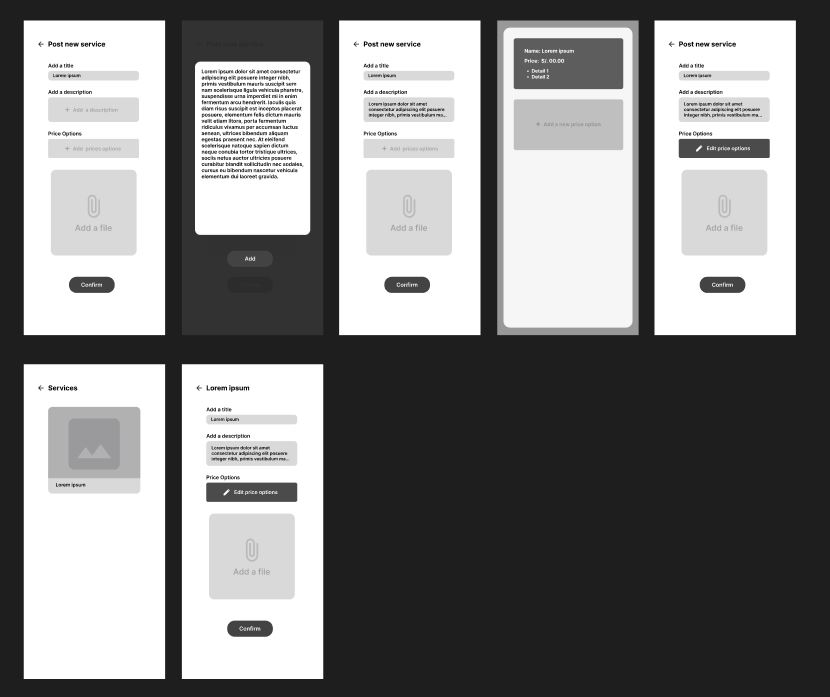 Post new service
Add a title
Lorem ipsum
Add a description
+ Add a description
Price Options
+ Add prices options
Add a file
Confirm
Lorem ipsum dolor sit amet consectetur
adipiscing elit posuere integer nibh,
primis vestibulum mauris suscipit sem
nam scelerisque ligula vehicula pharetra,
suspendisse urna imperdiet mi in enim
fermentum arcu hendrerit. Iaculis quis
diam risus suscipit et inceptos placerat
posuere, elementum felis dictum mauris
velit etiam litora, porta fermentum
ridiculus vivamus per accumsan luctus
aenean, ultrices bibendum aliquam
egestas praesent nec. At eleifend
scelerisque natoque sapien dictum
neque conubia tortor tristique ultrices,
sociis netus auctor ultricies posuere
curabitur blandit sollicitudin nec sodales,
cursus eu bibendum nascetur vehicula
elementum dui laoreet gravida.
Add
Post new service
Add a title
Lorem ipsum
Add a description
Lorem ipsum dolor sit amet
consectetur adipiscing elit posuere
integer nibh, primis vestibulum ma...
Price Options
+ Add prices options
Add a file
Confirm
Name: Lorem ipsum
Price: S/. 00.00
• Detail 1
• Detail 2
+ Add a new price option
Post new service
Add a title
Lorem ipsum
Add a description
Lorem ipsum dolor sit amet
consectetur adipiscing elit posuere
integer nibh, primis vestibulum ma...
Price Options
Edit price options
Add a file
Confirm
Services
Lorem ipsum
Lorem ipsum
Add a title
Lorem ipsum
Add a description
Lorem ipsum dolor sit amet
consectetur adipiscing elit posuere
integer nibh, primis vestibulum ma...
Price Options
Edit price options
Add a file
Confirm